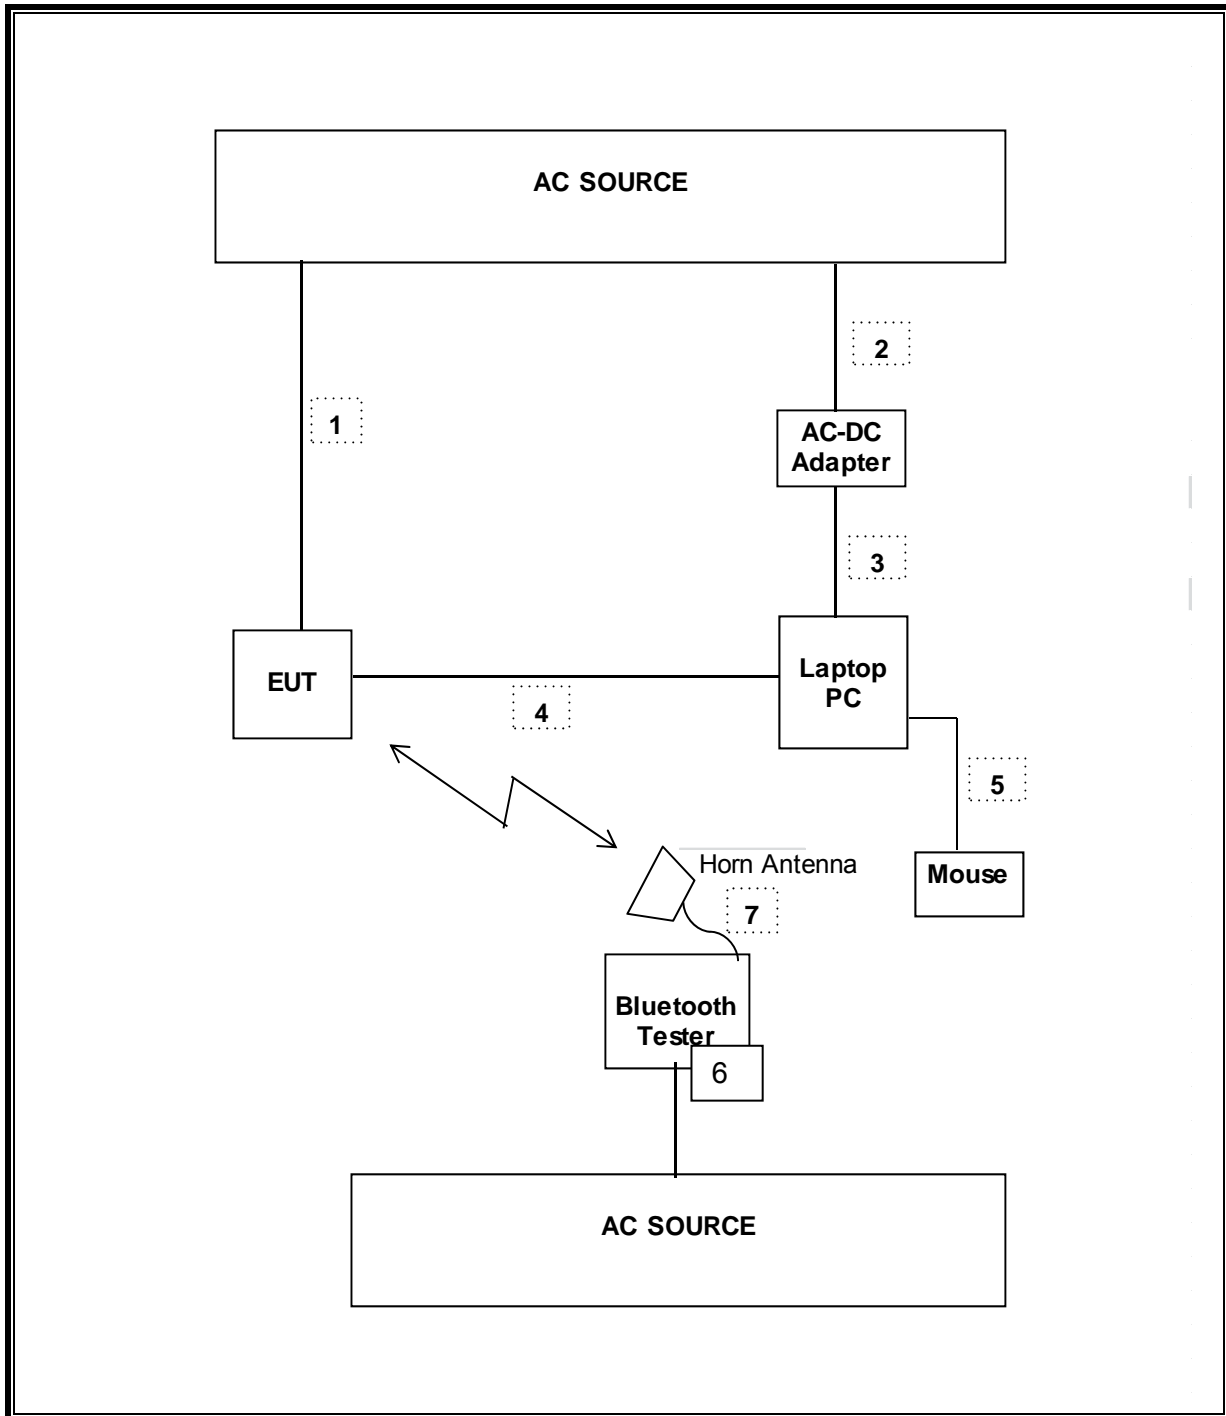 AC SOURCE
2
1
AC-DC
Adapter
3
EUT
Laptop
PC
4
5
Horn Antenna
Mouse
7
Bluetooth
Tester
6
AC SOURCE